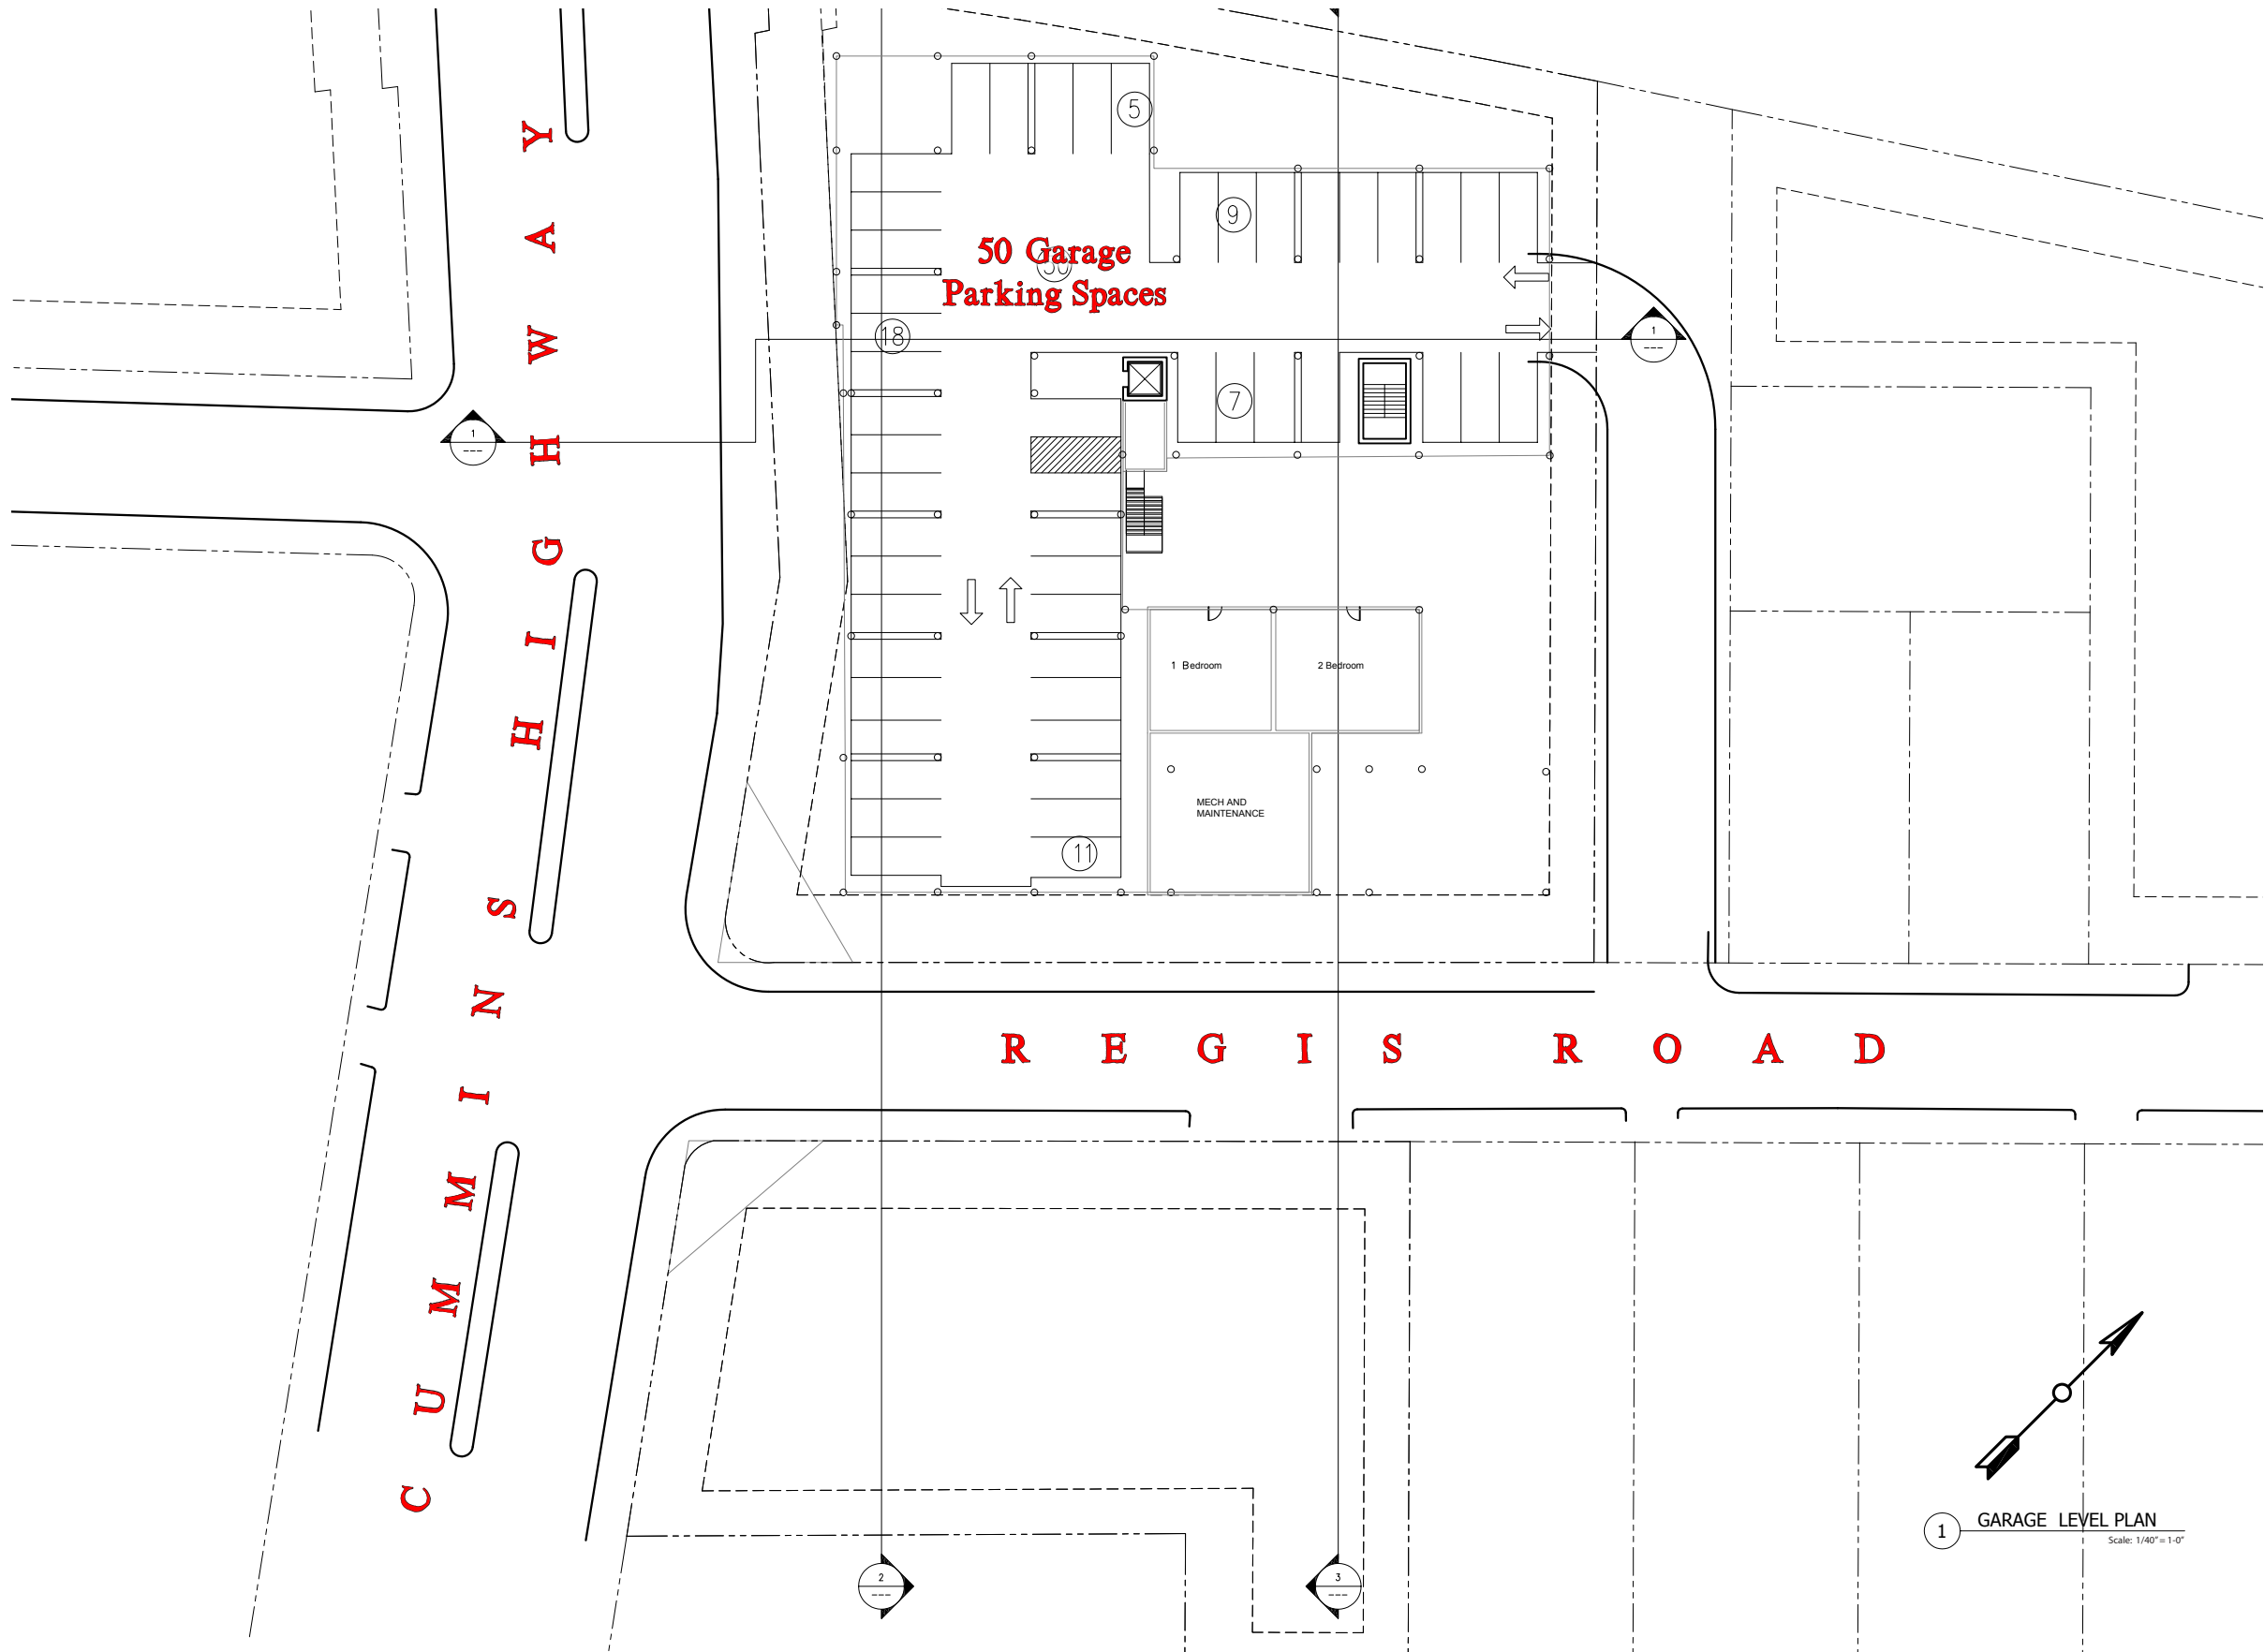 5
9
50 Garage
Parking Spaces
50
18
7
1
---
1
---
1 Bedroom
2 Bedroom
MECH AND
MAINTENANCE
11
CUMMINS HIGHWAY
REGIS ROAD
2
---
3
---
1
GARAGE LEVEL PLAN
Scale: 1/40"=1-0"